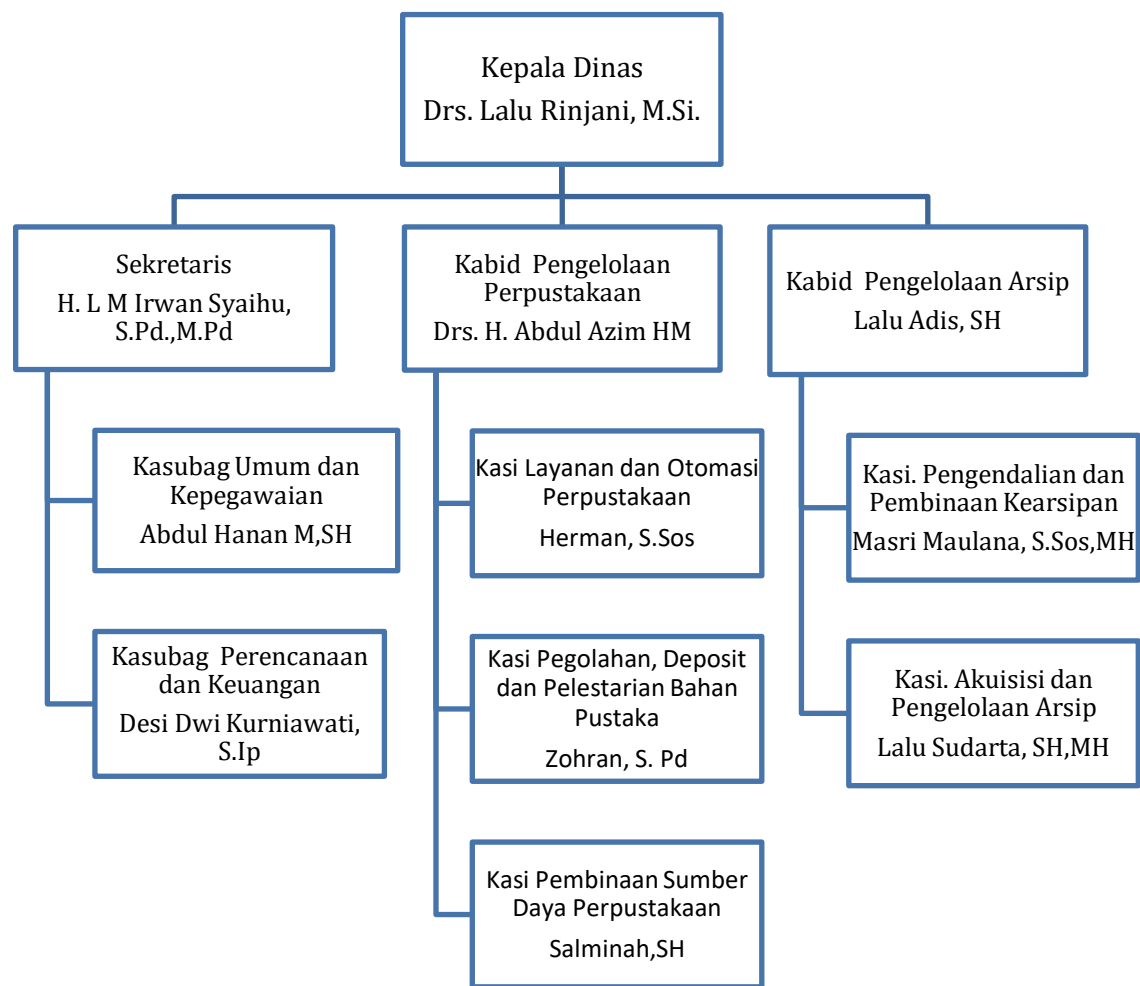 Kepala Dinas
Drs. Lalu Rinjani, M.Si.
Sekretaris
H. L M Irwan Syaihu,
S.Pd.,M.Pd
Kabid Pengelolaan
Perpustakaan
Drs. H. Abdul Azim HM
Kabid Pengelolaan Arsip
Lalu Adis, SH
Kasubag Umum dan
Kepegawaian
Abdul Hanan M,SH
Kasubag Perencanaan
dan Keuangan
Desi Dwi Kurniawati,
S.Ip
Kasi Layanan dan Otomasi
Perpustakaan
Herman, S.Sos
Kasi Pegolahan, Deposit
dan Pelestarian Bahan
Pustaka
Zohran, S. Pd
Kasi Pembinaan Sumber
Daya Perpustakaan
Salminah,SH
Kasi. Pengendalian dan
Pembinaan Kearsipan
Masri Maulana, S.Sos,MH
Kasi. Akuisisi dan
Pengelolaan Arsip
Lalu Sudarta, SH,MH